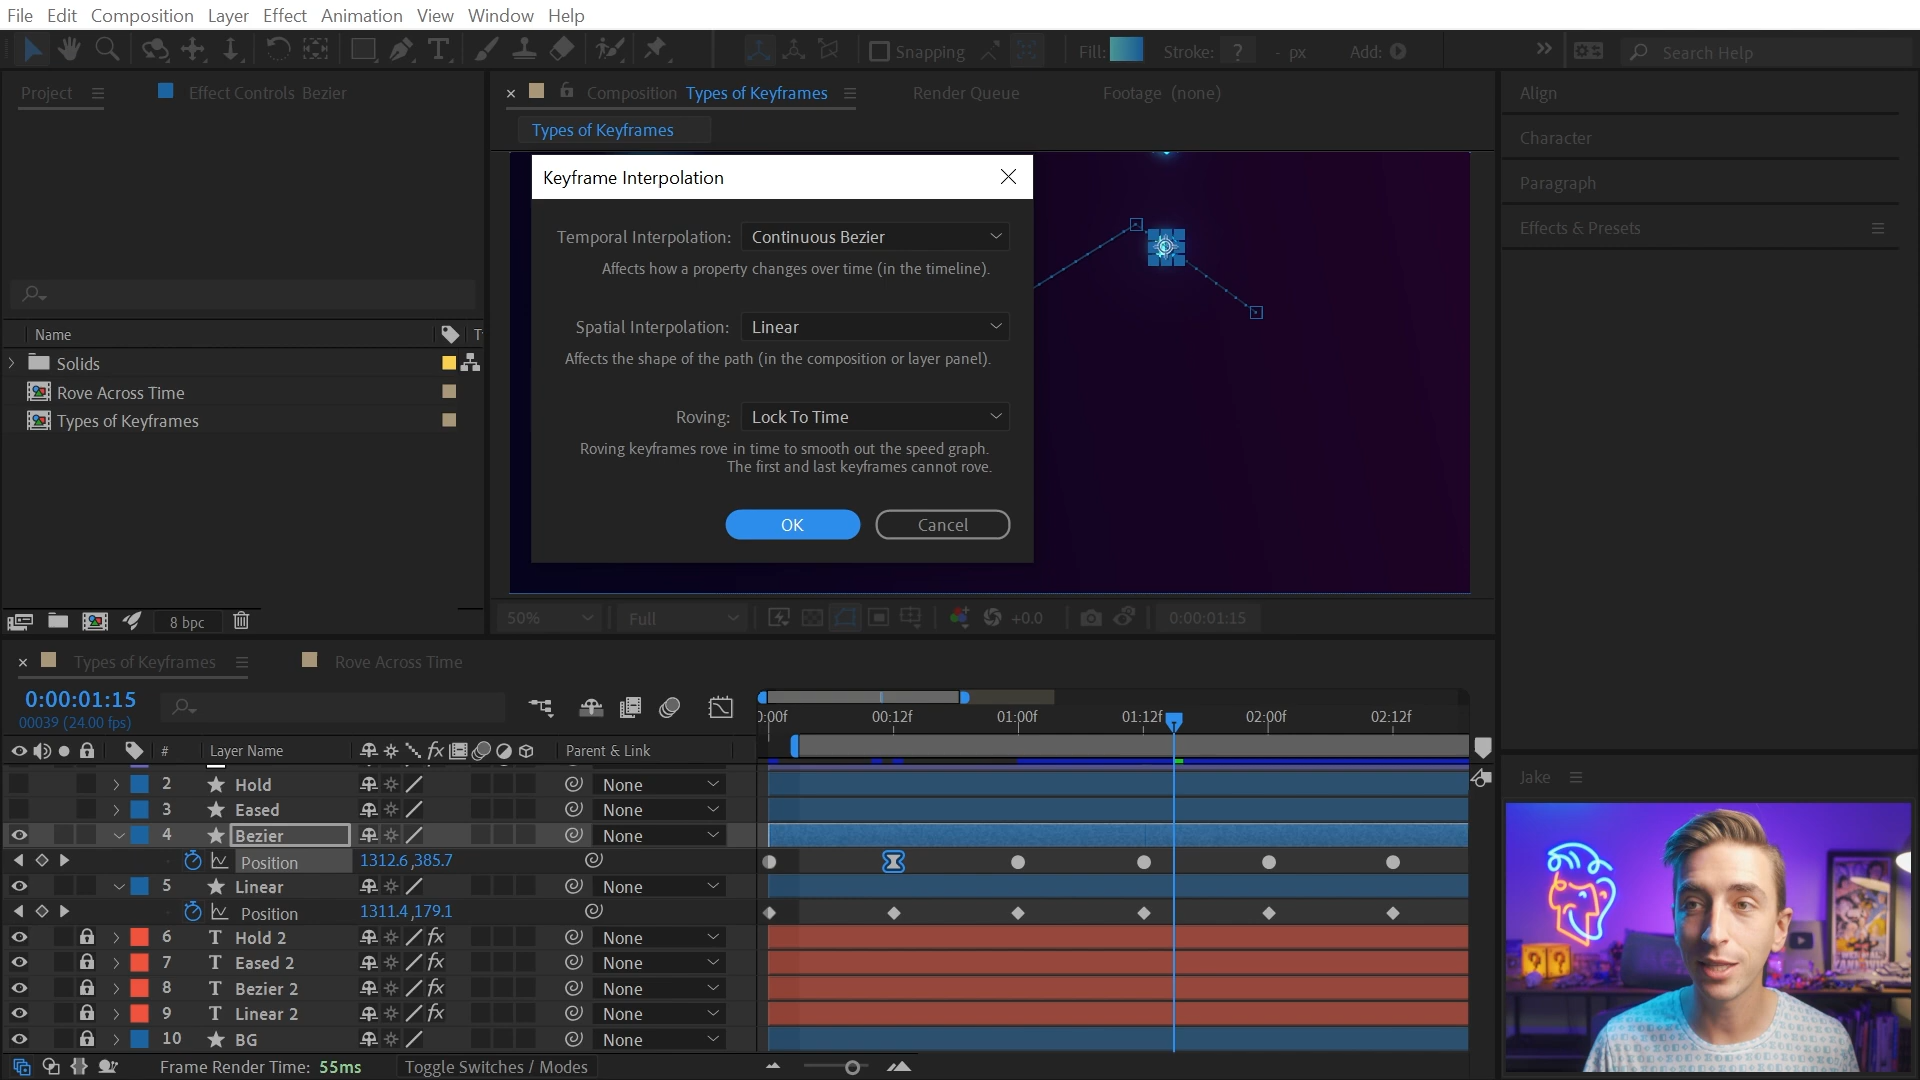 File Edit Composition Layer Effect Animation View Window Help
Snapping Fill: Stroke: ? - px Add: Search Help
Project Effect Controls Bezier
Composition Types of Keyframes Render Queue Footage (none)
Types of Keyframes
Align
Character
Paragraph
Effects & Presets
Keyframe Interpolation
Temporal Interpolation: Continuous Bezier
Affects how a property changes over time (in the timeline).
Spatial Interpolation: Linear
Affects the shape of the path (in the composition or layer panel).
Roving: Lock To Time
Roving keyframes rove in time to smooth out the speed graph.
The first and last keyframes cannot rove.
OK Cancel
Name T
Solids
Rove Across Time
Types of Keyframes
8 bpc
50% Full +0.0 0:00:01:15
Types of Keyframes Rove Across Time
0:00:01:15
00039 (24.00 fps)
0:00f 00:12f 01:00f 01:12f 02:00f 02:12f
# Layer Name fx Parent & Link
2 Hold None
3 Eased None
4 Bezier None
Position 1312.6,385.7
5 Linear None
Position 1311.4,179.1
6 T Hold 2 fx None
7 T Eased 2 fx None
8 T Bezier 2 fx None
9 T Linear 2 fx None
10 BG None
Frame Render Time: 55ms Toggle Switches / Modes
Jake